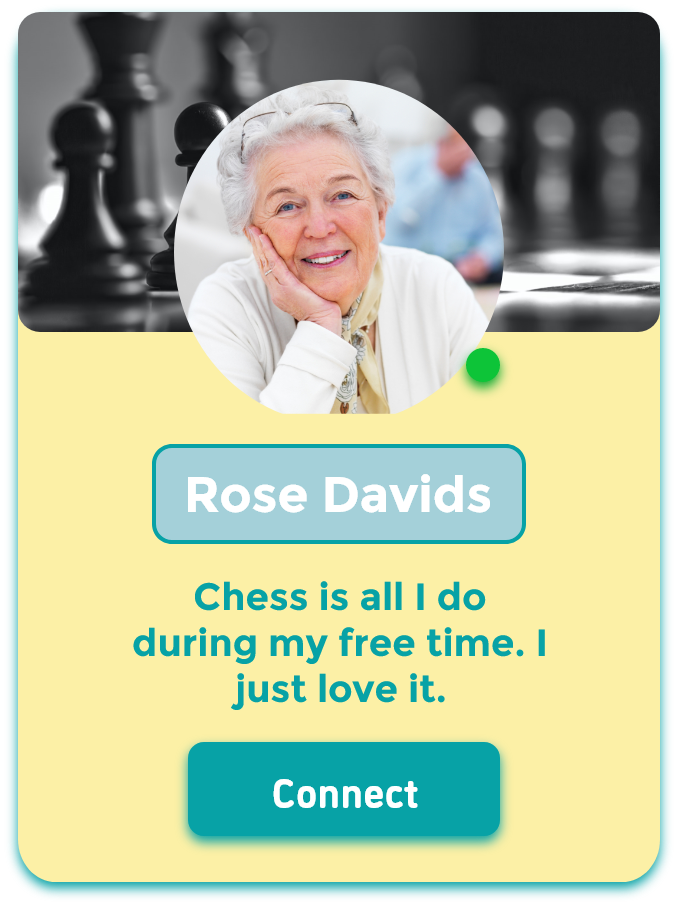 Rose Davids
Chess is all I do
during my free time. I
just love it.
Connect